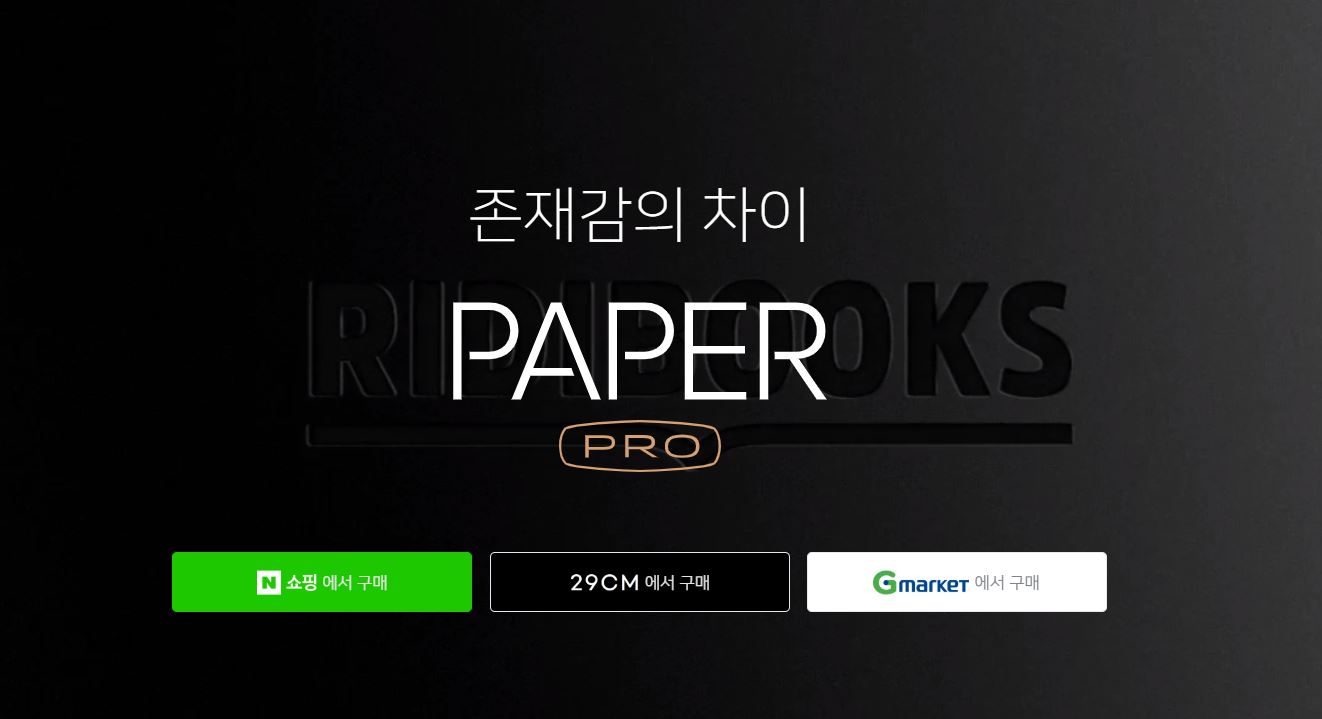 존재감의 차이
RIDIBOOKS
PAPER
PRO
N 쇼핑 에서 구매
29CM 에서 구매
Gmarket 에서 구매